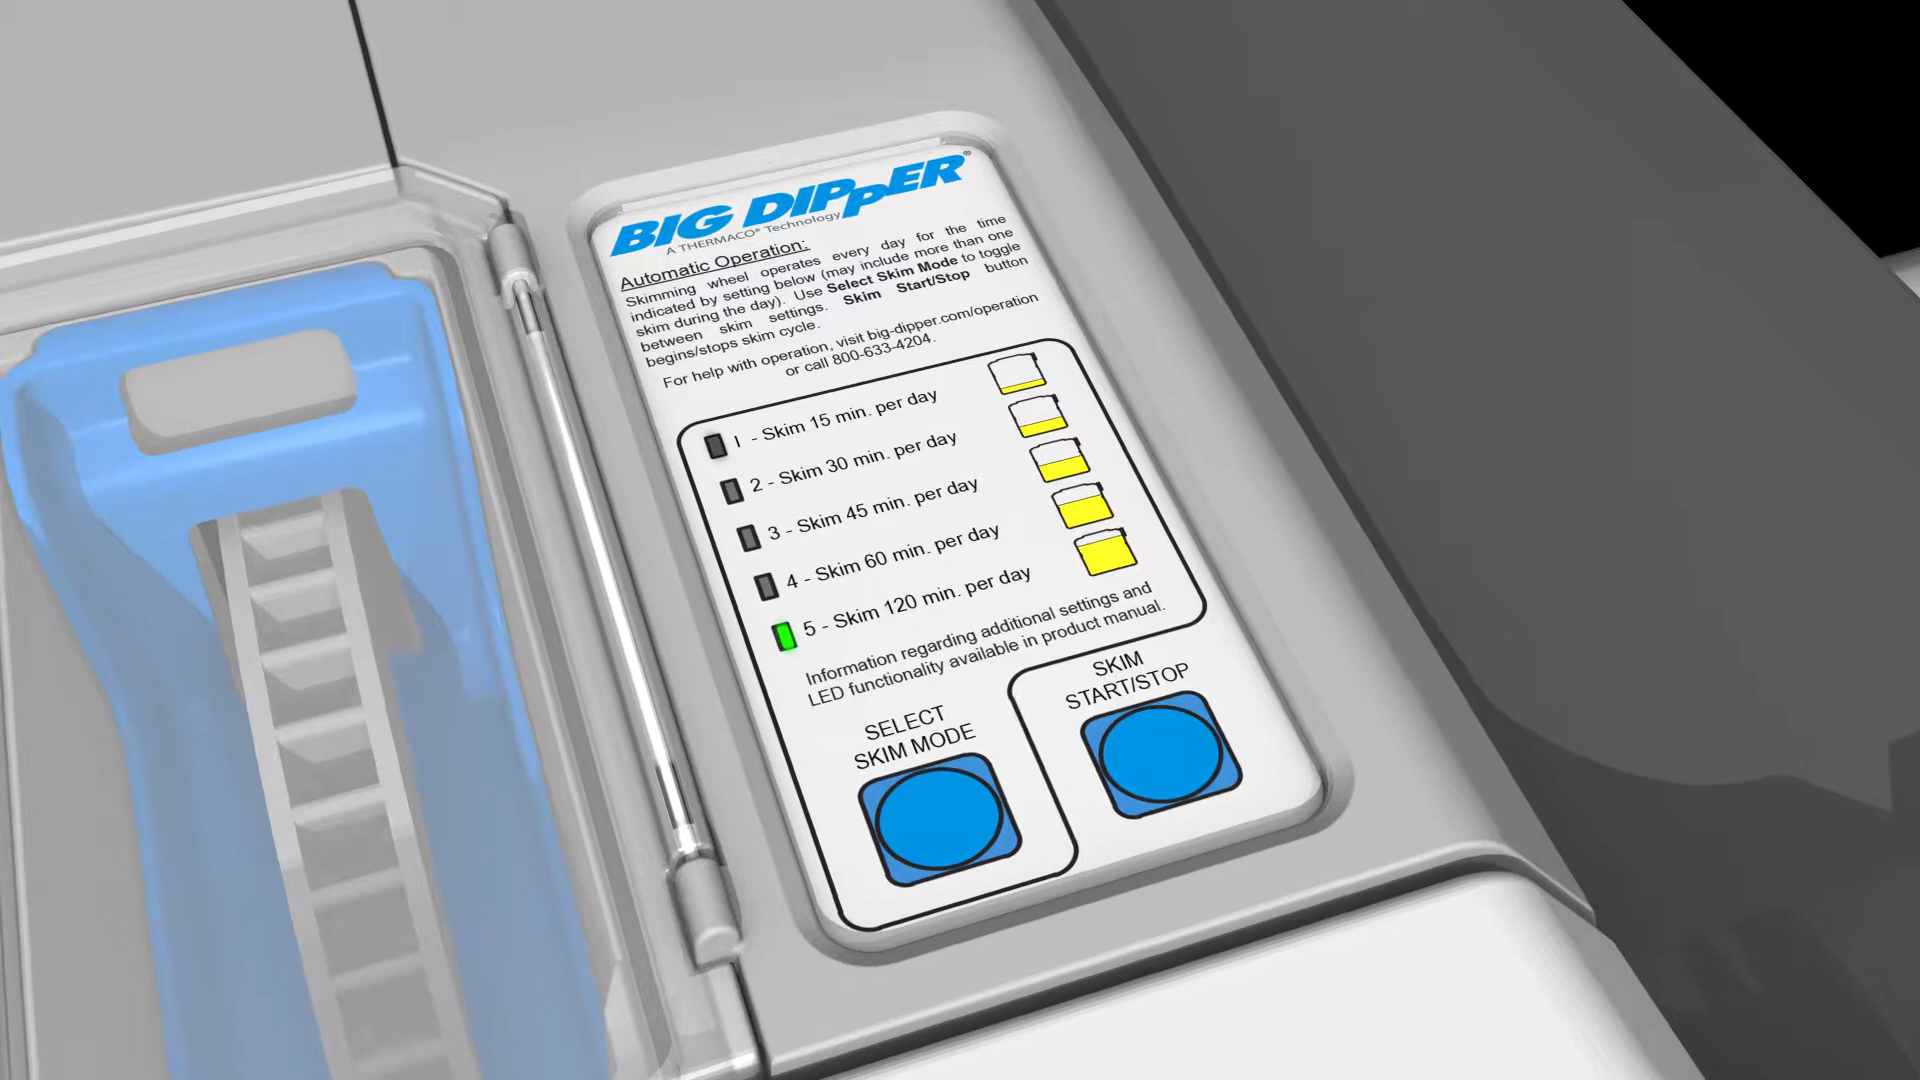 BIG DIPPER®
A THERMACO® Technology
Automatic Operation:
Skimming wheel operates every day for the time
indicated by setting below (may include more than one
skim during the day). Use Select Skim Mode to toggle
between skim settings. Skim Start/Stop button
begins/stops skim cycle.
For help with operation, visit big-dipper.com/operation
or call 800-633-4204.
1 - Skim 15 min. per day
2 - Skim 30 min. per day
3 - Skim 45 min. per day
4 - Skim 60 min. per day
5 - Skim 120 min. per day
Information regarding additional settings and
LED functionality available in product manual.
SELECT
SKIM MODE
SKIM
START/STOP